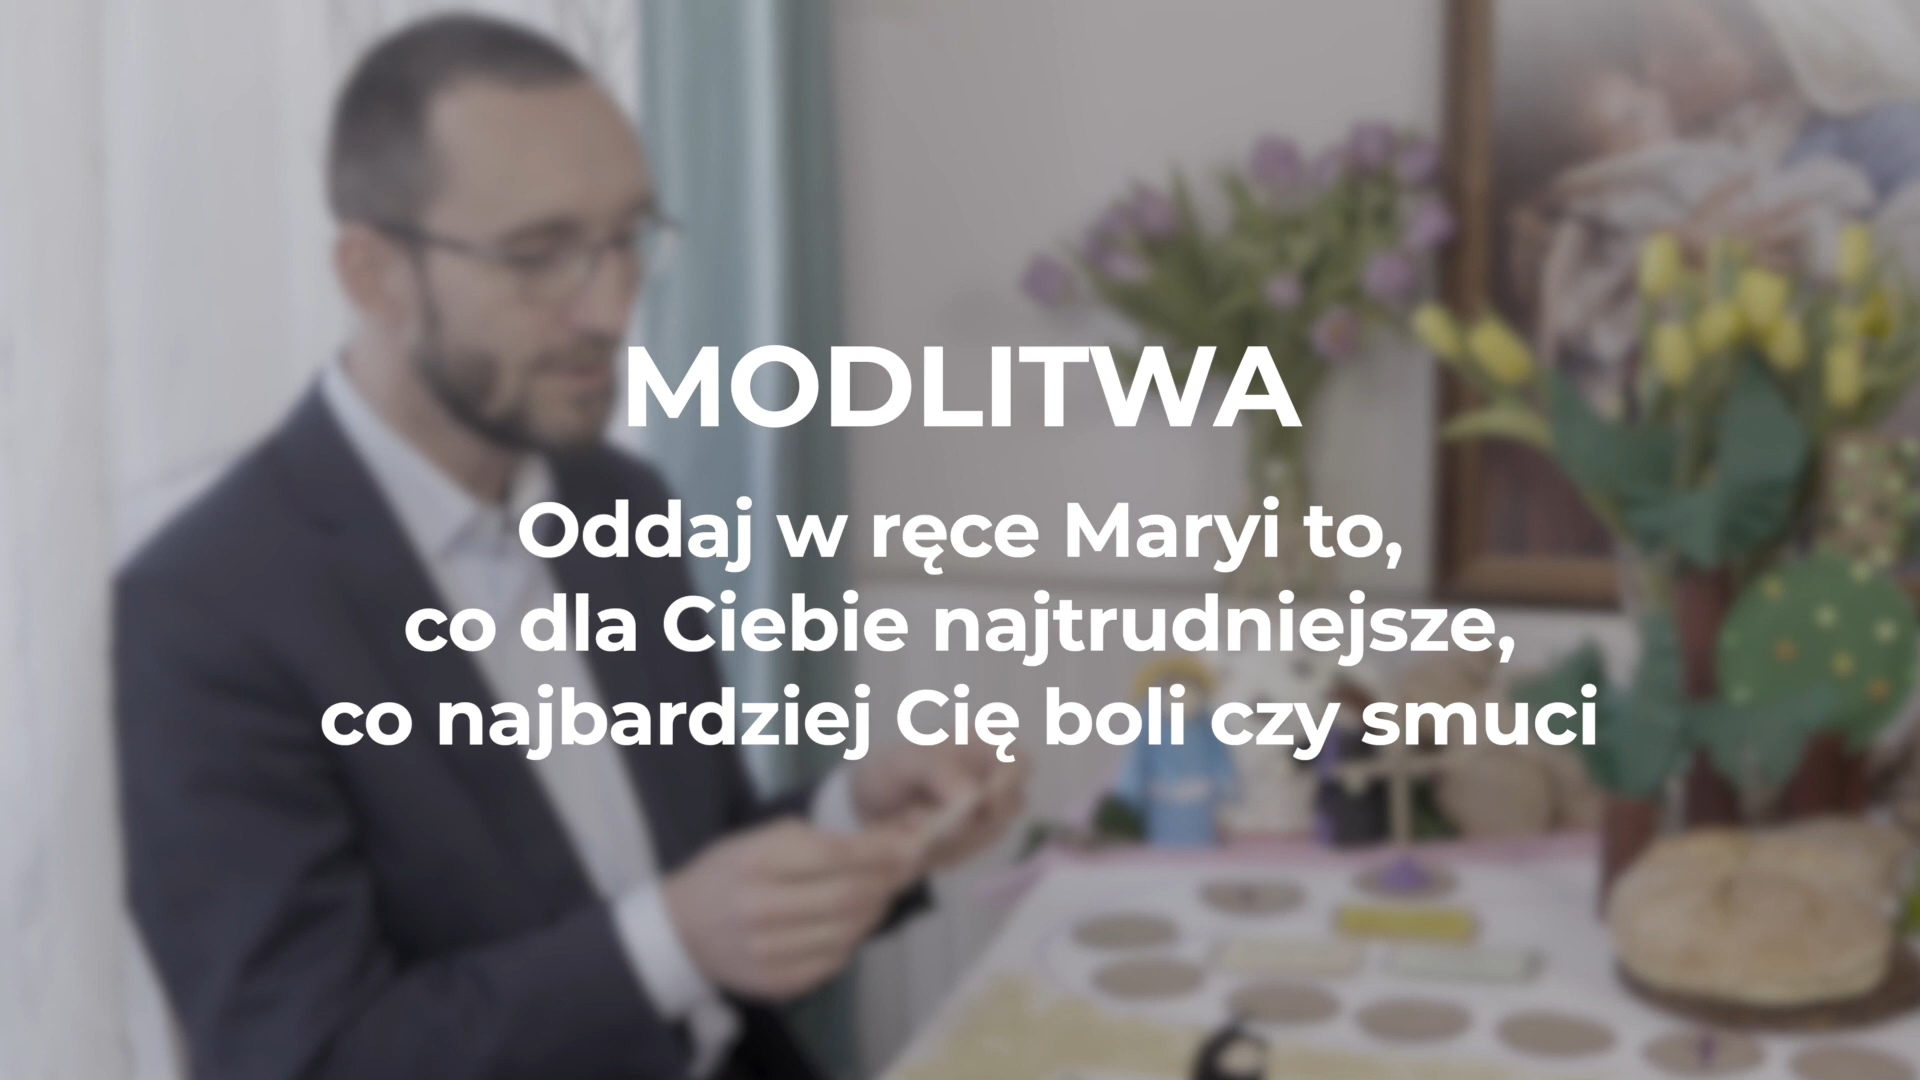 MODLITWA
Oddaj w ręce Maryi to,
co dla Ciebie najtrudniejsze,
co najbardziej Cię boli czy smuci